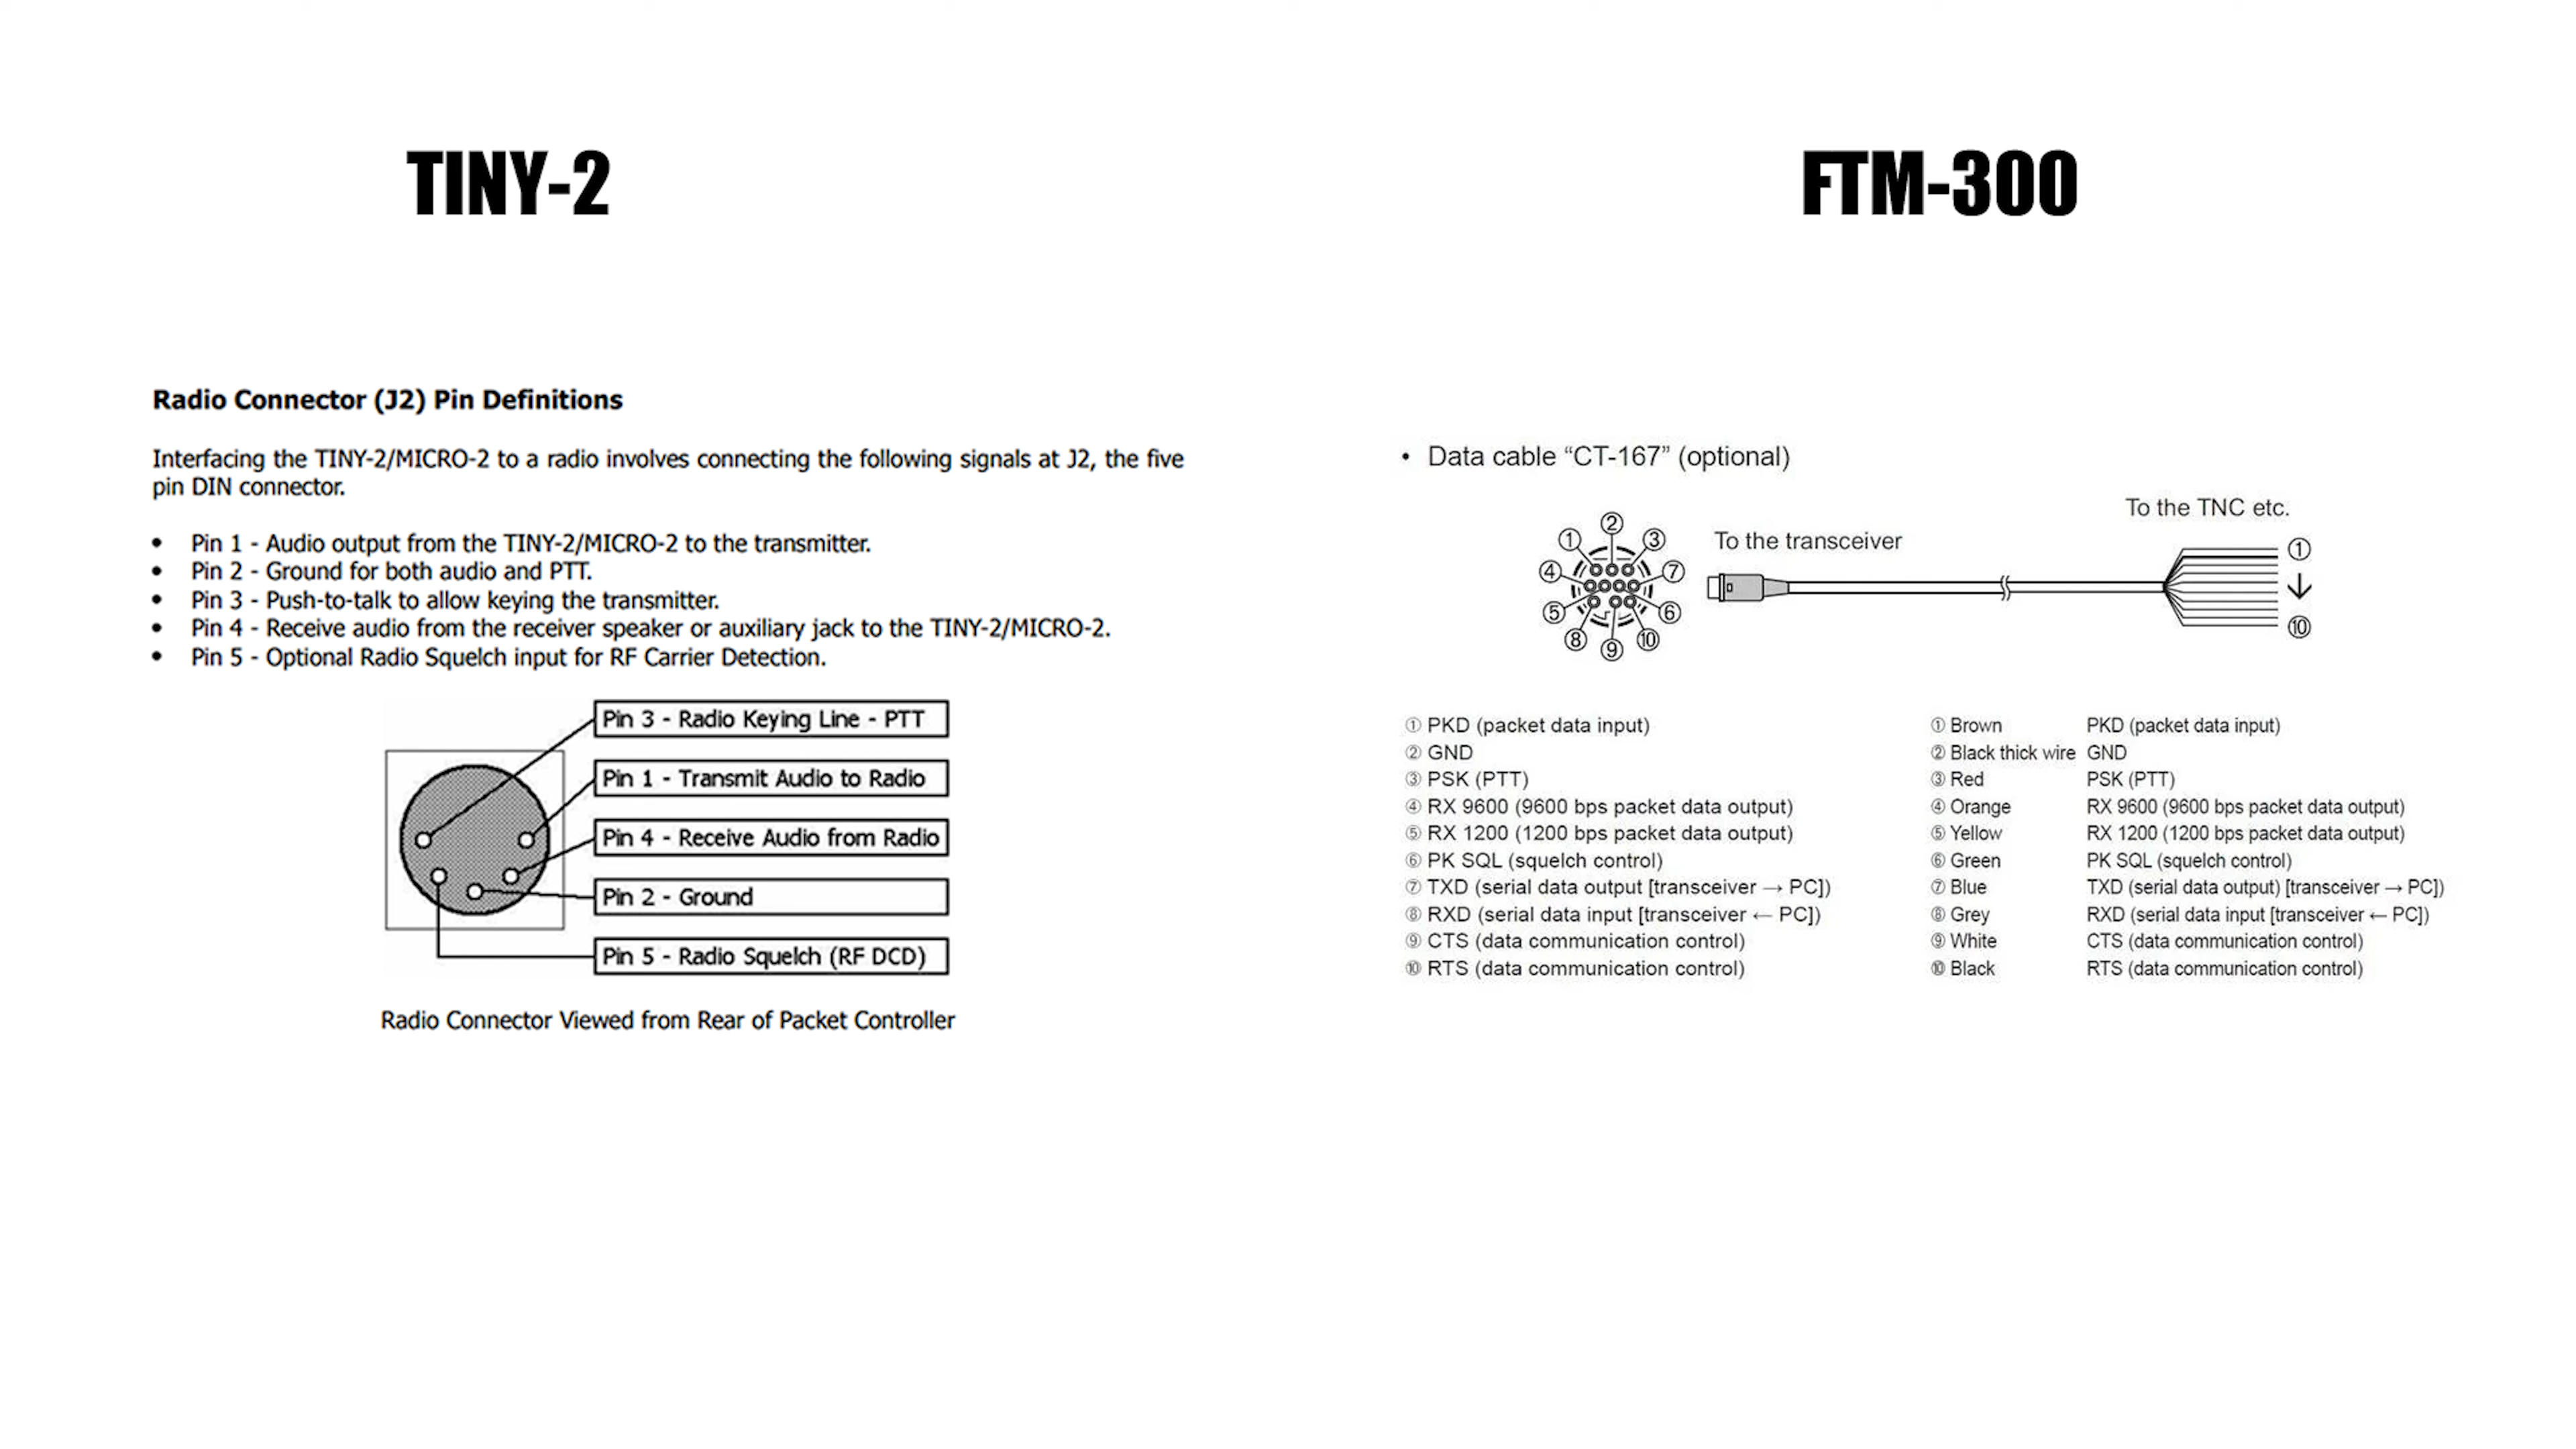 TINY-2
Radio Connector (J2) Pin Definitions
Interfacing the TINY-2/MICRO-2 to a radio involves connecting the following signals at J2, the five
pin DIN connector.
• Pin 1 - Audio output from the TINY-2/MICRO-2 to the transmitter.
• Pin 2 - Ground for both audio and PTT.
• Pin 3 - Push-to-talk to allow keying the transmitter.
• Pin 4 - Receive audio from the receiver speaker or auxiliary jack to the TINY-2/MICRO-2.
• Pin 5 - Optional Radio Squelch input for RF Carrier Detection.
Pin 3 - Radio Keying Line - PTT
Pin 1 - Transmit Audio to Radio
Pin 4 - Receive Audio from Radio
Pin 2 - Ground
Pin 5 - Radio Squelch (RF DCD)
Radio Connector Viewed from Rear of Packet Controller
FTM-300
• Data cable “CT-167” (optional)
To the TNC etc.
To the transceiver
② 
① ③
④ ⑦
⑤ ⑥
⑧ ⑨ ⑩
①
↓
⑩
① PKD (packet data input)
② GND
③ PSK (PTT)
④ RX 9600 (9600 bps packet data output)
⑤ RX 1200 (1200 bps packet data output)
⑥ PK SQL (squelch control)
⑦ TXD (serial data output [transceiver → PC])
⑧ RXD (serial data input [transceiver ← PC])
⑨ CTS (data communication control)
⑩ RTS (data communication control)
① Brown PKD (packet data input)
② Black thick wire GND
③ Red PSK (PTT)
④ Orange RX 9600 (9600 bps packet data output)
⑤ Yellow RX 1200 (1200 bps packet data output)
⑥ Green PK SQL (squelch control)
⑦ Blue TXD (serial data output) [transceiver → PC])
⑧ Grey RXD (serial data input [transceiver ← PC])
⑨ White CTS (data communication control)
⑩ Black RTS (data communication control)